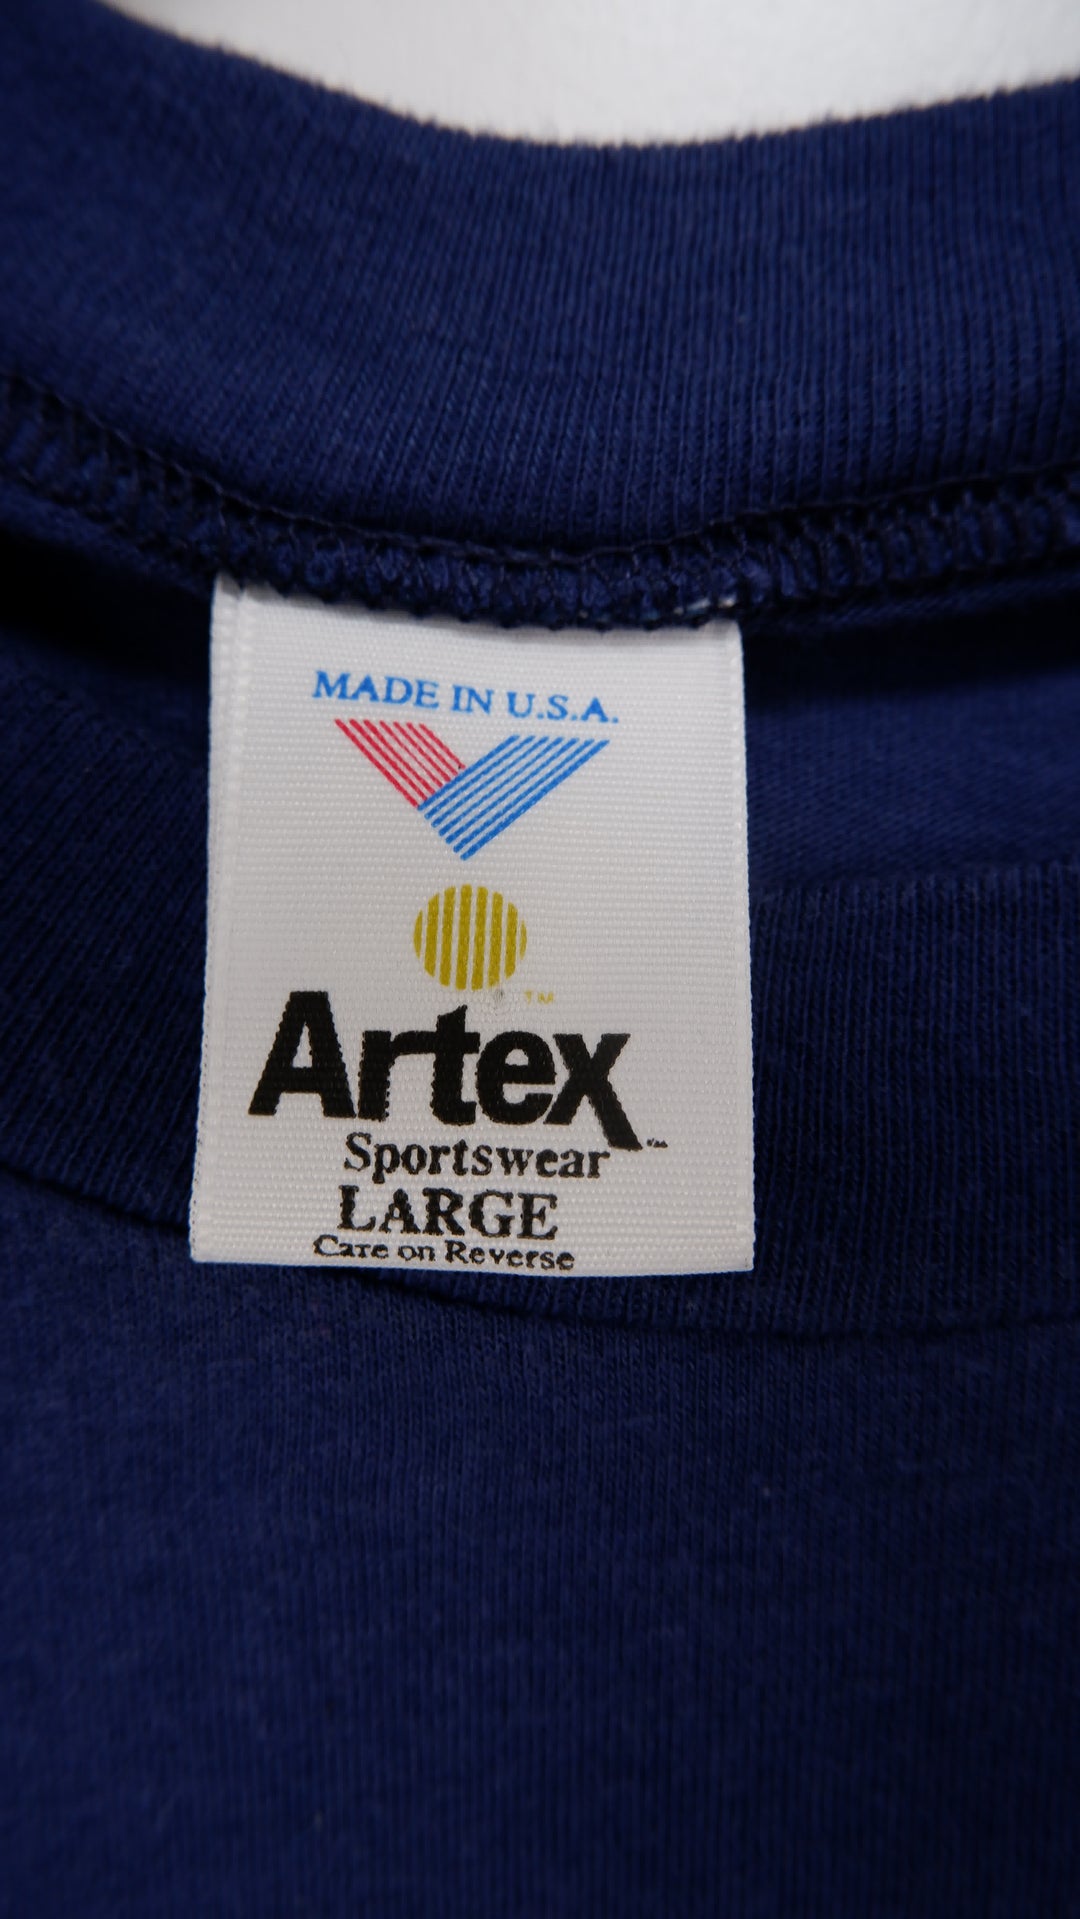 MADE IN U.S.A.
TM
Artex
Sportswear
LARGE
Care on Reverse